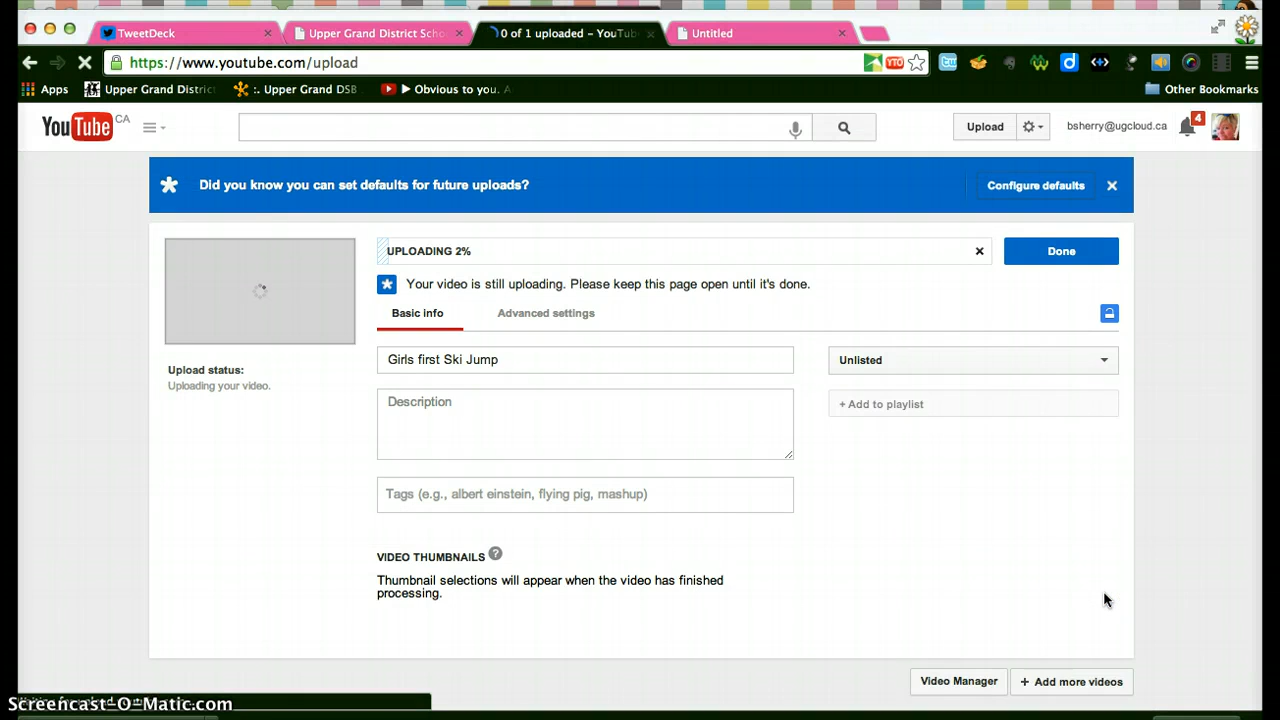 TweetDeck
Upper Grand District Scho
0 of 1 uploaded – YouTub
Untitled
https://www.youtube.com/upload
YTO
Apps
Upper Grand District
:. Upper Grand DSB
▶ Obvious to you. A
Other Bookmarks
YouTube CA
Upload
bsherry@ugcloud.ca
4
Did you know you can set defaults for future uploads?
Configure defaults
UPLOADING 2%
Done
Your video is still uploading. Please keep this page open until it's done.
Basic info
Advanced settings
Girls first Ski Jump
Unlisted
Upload status:
Uploading your video.
Description
+ Add to playlist
Tags (e.g., albert einstein, flying pig, mashup)
VIDEO THUMBNAILS ?
Thumbnail selections will appear when the video has finished
processing.
Video Manager
+ Add more videos
Screencast-O-Matic.com